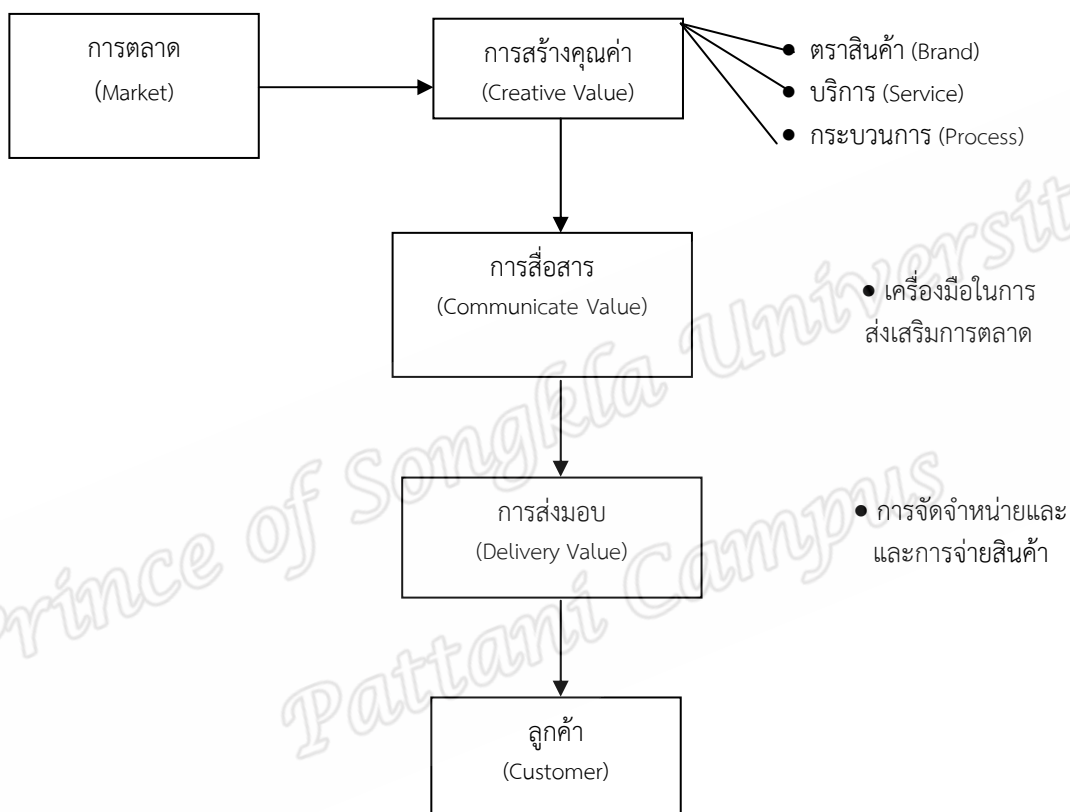 การตลาด
(Market)
การสร้างคุณค่า
(Creative Value)
● ตราสินค้า (Brand)
● บริการ (Service)
● กระบวนการ (Process)
การสื่อสาร
(Communicate Value)
● เครื่องมือในการ
ส่งเสริมการตลาด
การส่งมอบ
(Delivery Value)
● การจัดจำหน่ายและ
และการจ่ายสินค้า
ลูกค้า
(Customer)
Prince of Songkla Universit
Pattani Campus